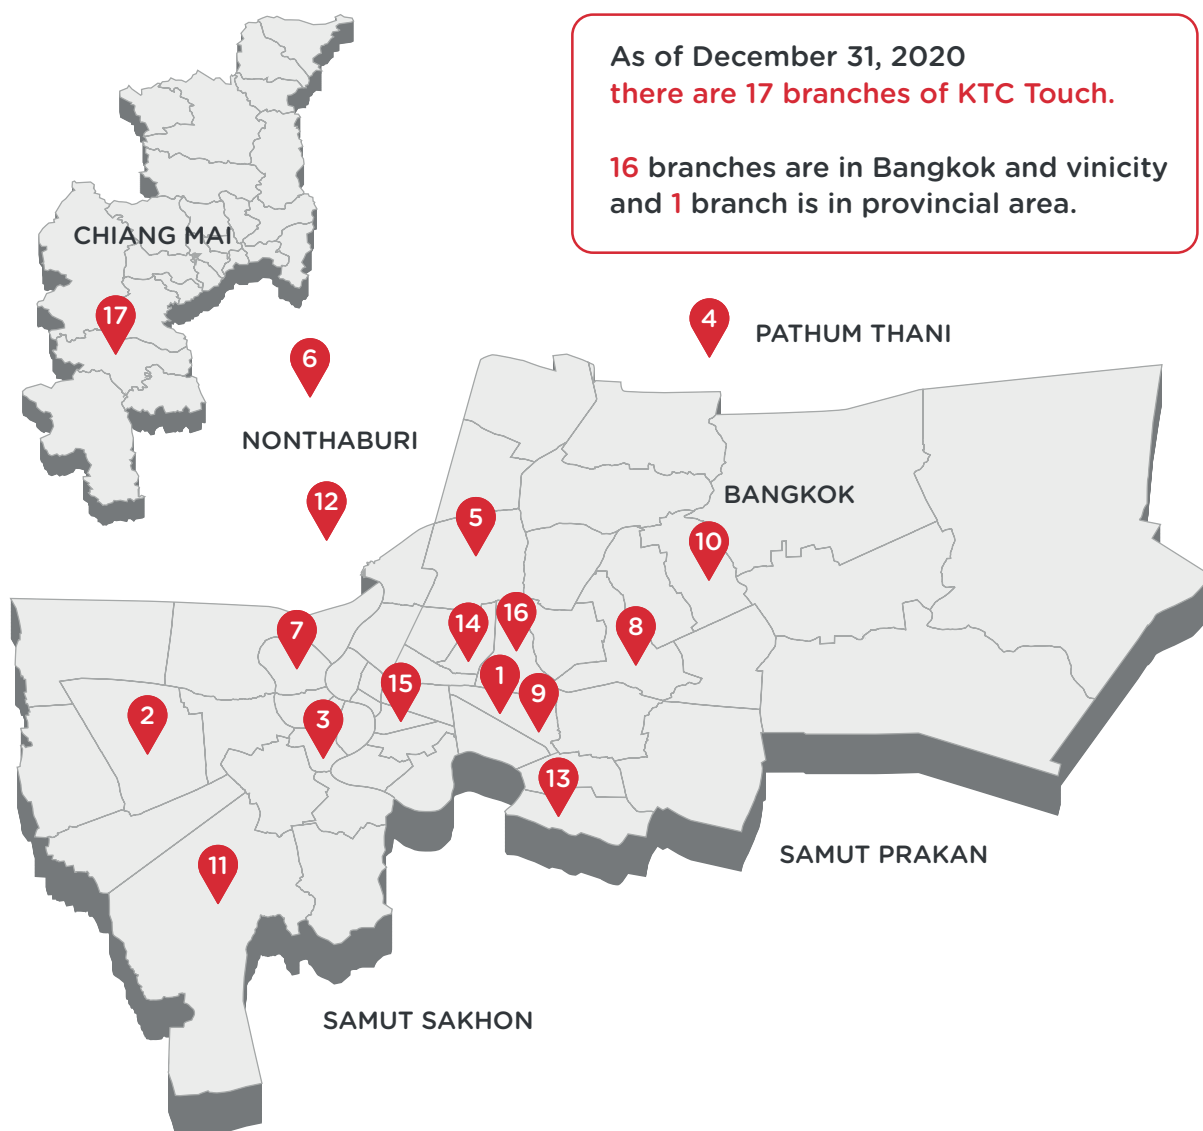 As of December 31, 2020
there are 17 branches of KTC Touch.
16 branches are in Bangkok and vinicity
and 1 branch is in provincial area.
CHIANG MAI
17
4
PATHUM THANI
6
NONTHABURI
12
5
BANGKOK
10
7
14
16
8
15
1
9
2
3
13
11
SAMUT PRAKAN
SAMUT SAKHON